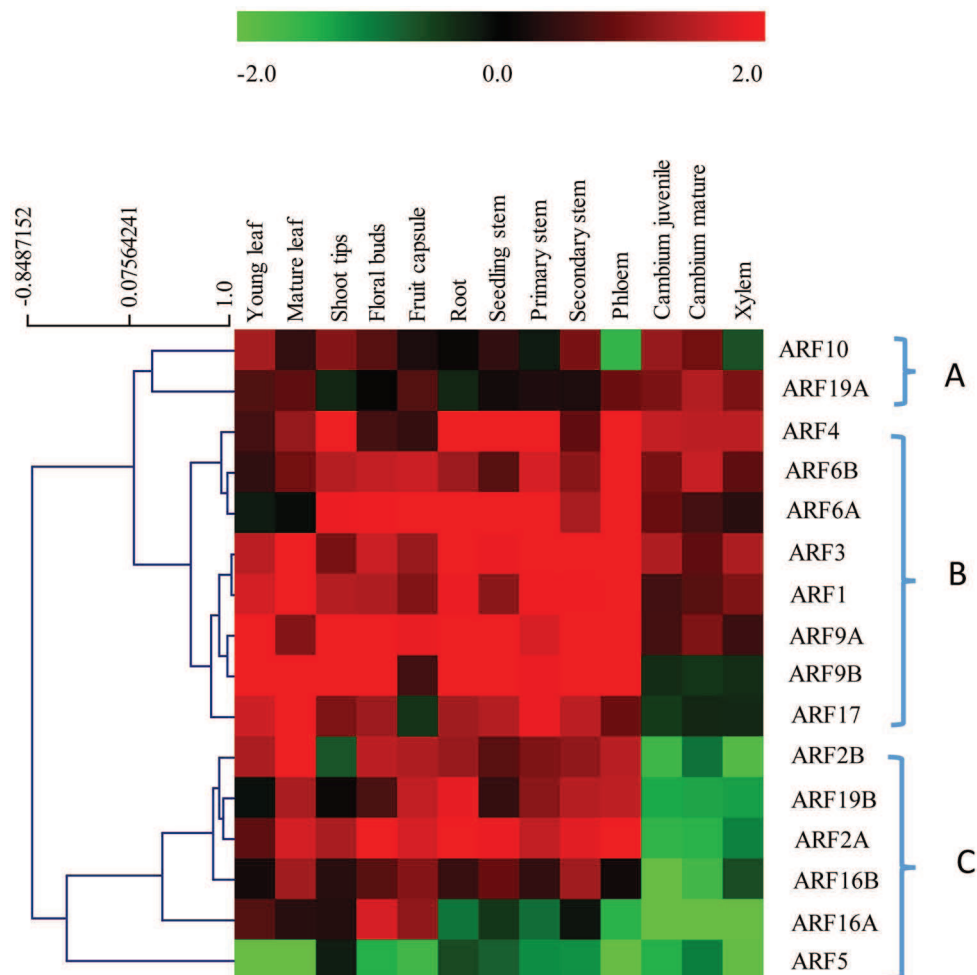 -2.0 0.0 2.0
-0.8487152
0.07564241
1.0
Young leaf
Mature leaf
Shoot tips
Floral buds
Fruit capsule
Root
Seedling stem
Primary stem
Secondary stem
Phloem
Cambium juvenile
Cambium mature
Xylem
ARF10
ARF19A
A
ARF4
ARF6B
ARF6A
ARF3
ARF1
ARF9A
ARF9B
ARF17
B
ARF2B
ARF19B
ARF2A
ARF16B
ARF16A
ARF5
C